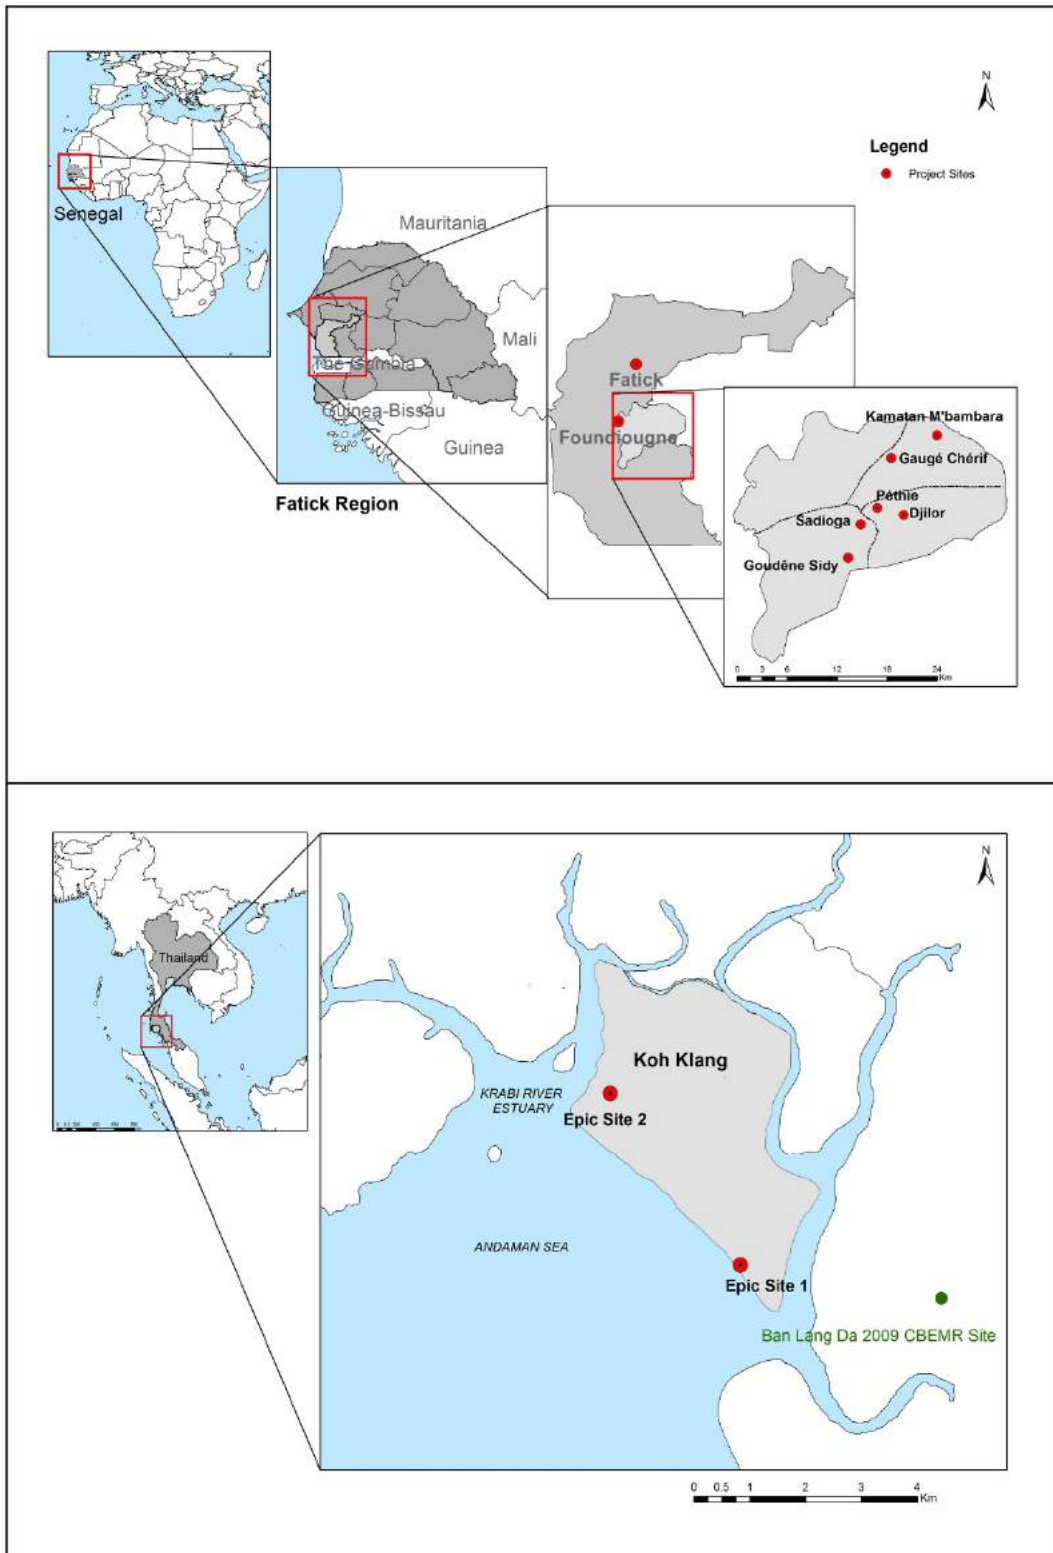 N
Legend
Project Sites
Senegal
Mauritania
Mali
The Gambia
Guinea-Bissau
Guinea
Fatick Region
Fatick
Foundiougne
Kamatan M'bambara
Gaugé Chérif
Péthie
Djilor
Sadioga
Goudêne Sidy
0 3 6 12 18 24
Km
N
Thailand
Koh Klang
KRABI RIVER
ESTUARY
Epic Site 2
ANDAMAN SEA
Epic Site 1
Ban Lang Da 2009 CBEMR Site
0 0.5 1 2 3 4
Km